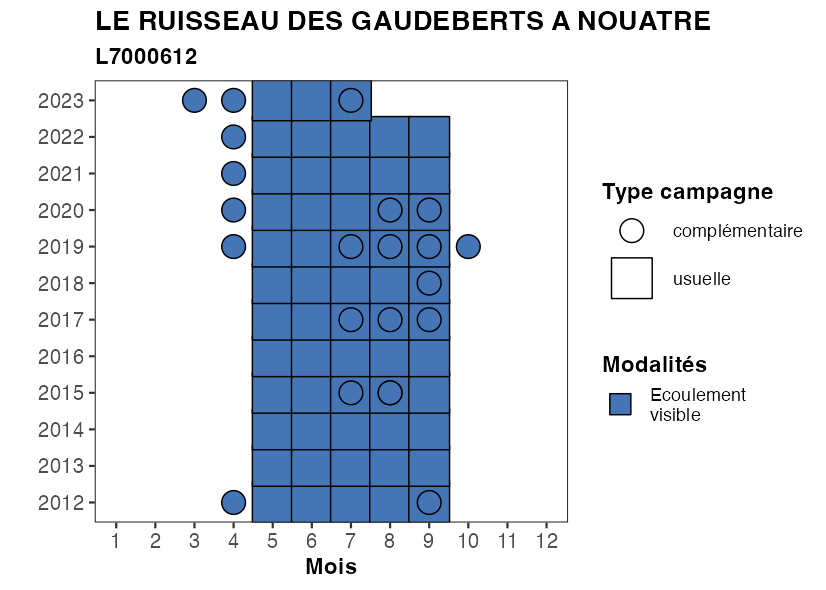 LE RUISSEAU DES GAUDEBERTS A NOUATRE
L7000612
2023
2022
2021
2020
2019
2018
2017
2016
2015
2014
2013
2012
1 2 3 4 5 6 7 8 9 10 11 12
Mois
Type campagne
complémentaire
usuelle
Modalités
Ecoulement
visible